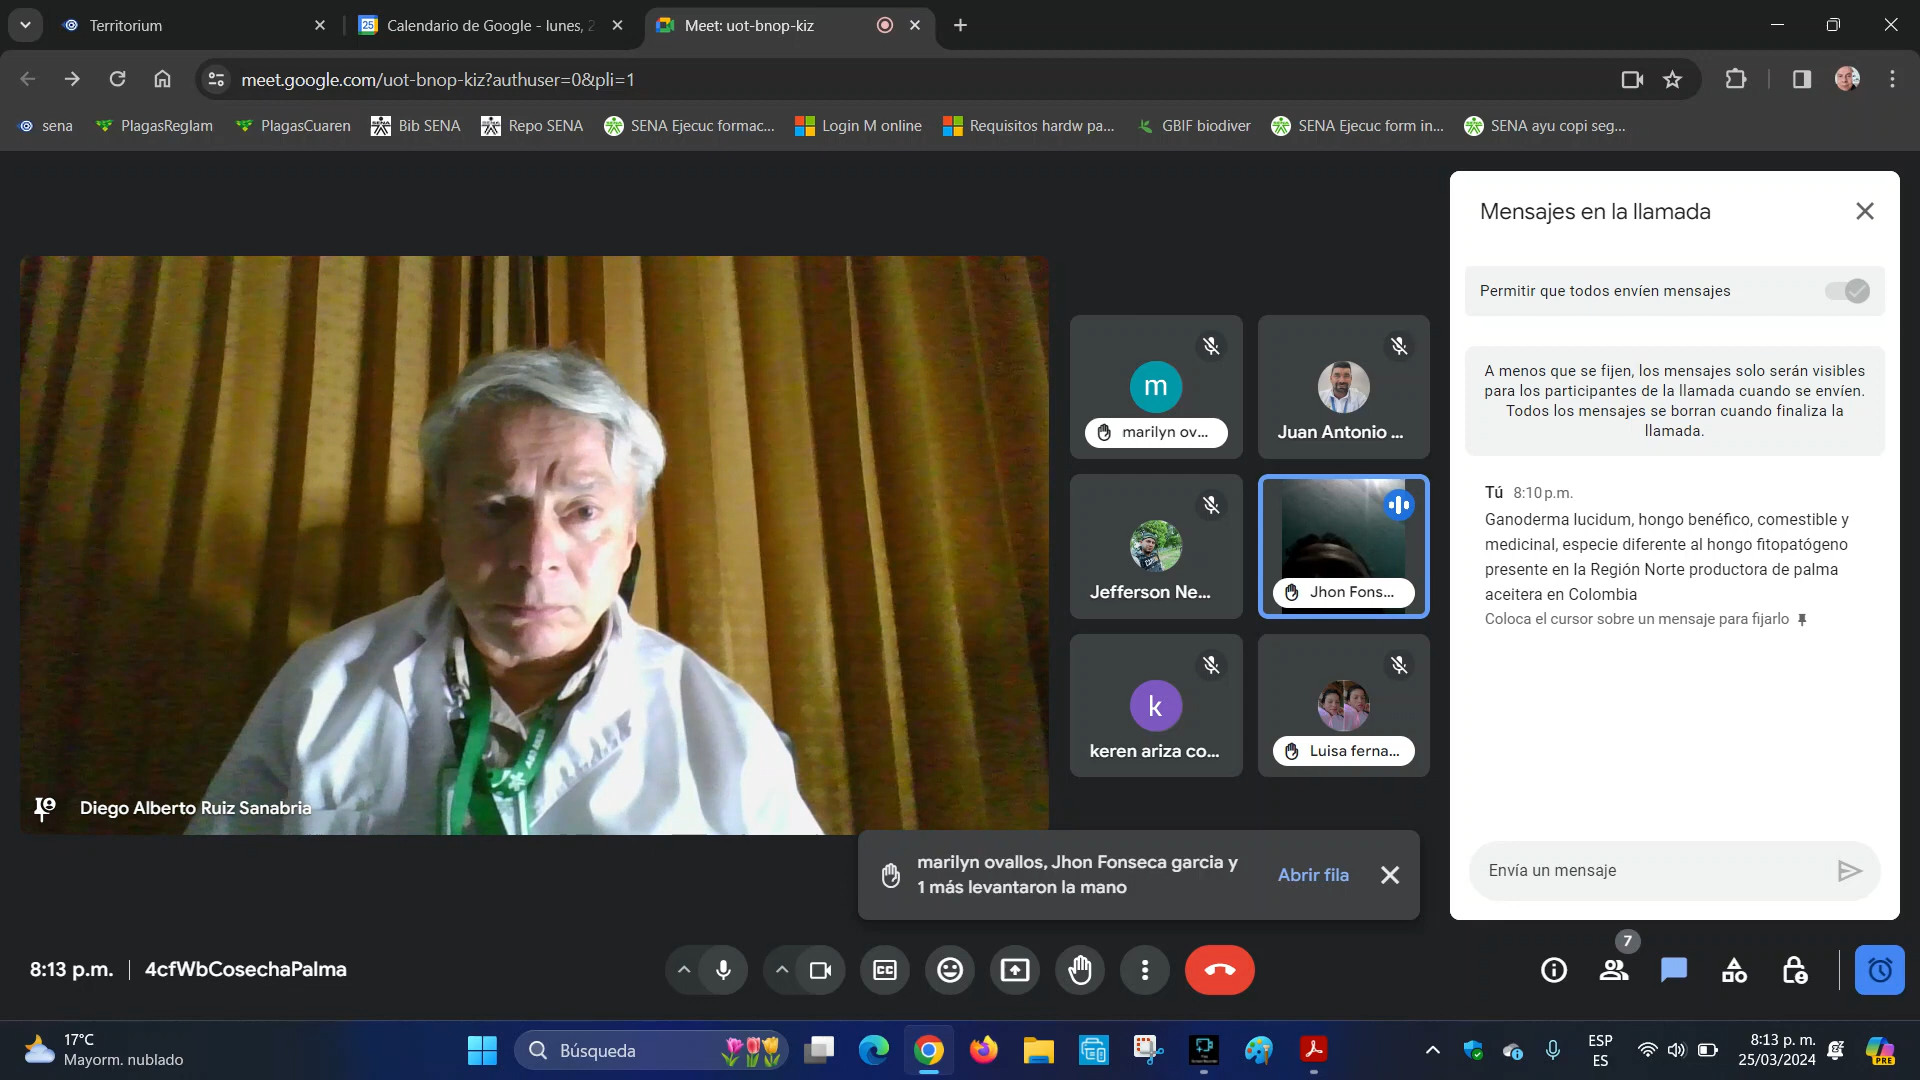 Territorium
Calendario de Google - lunes, 2
Meet: uot-bnop-kiz
meet.google.com/uot-bnop-kiz?authuser=0&pli=1
sena
PlagasReglam
PlagasCuaren
Bib SENA
Repo SENA
SENA Ejecuc formac...
Login M online
Requisitos hardw pa...
GBIF biodiver
SENA Ejecuc form in...
SENA ayu copi seg...
Diego Alberto Ruiz Sanabria
m
marilyn ov...
Juan Antonio ...
Jefferson Ne...
Jhon Fons...
k
keren ariza co...
Luisa ferna...
Mensajes en la llamada
Permitir que todos envíen mensajes
A menos que se fijen, los mensajes solo serán visibles
para los participantes de la llamada cuando se envíen.
Todos los mensajes se borran cuando finaliza la
llamada.
Tú 8:10 p.m.
Ganoderma lucidum, hongo benéfico, comestible y
medicinal, especie diferente al hongo fitopatógeno
presente en la Región Norte productora de palma
aceitera en Colombia
Coloca el cursor sobre un mensaje para fijarlo
Envía un mensaje
marilyn ovallos, Jhon Fonseca garcia y
1 más levantaron la mano
Abrir fila
8:13 p.m. | 4cfWbCosechaPalma
7
17°C
Mayorm. nublado
Búsqueda
ESP
ES
8:13 p. m.
25/03/2024
PRE